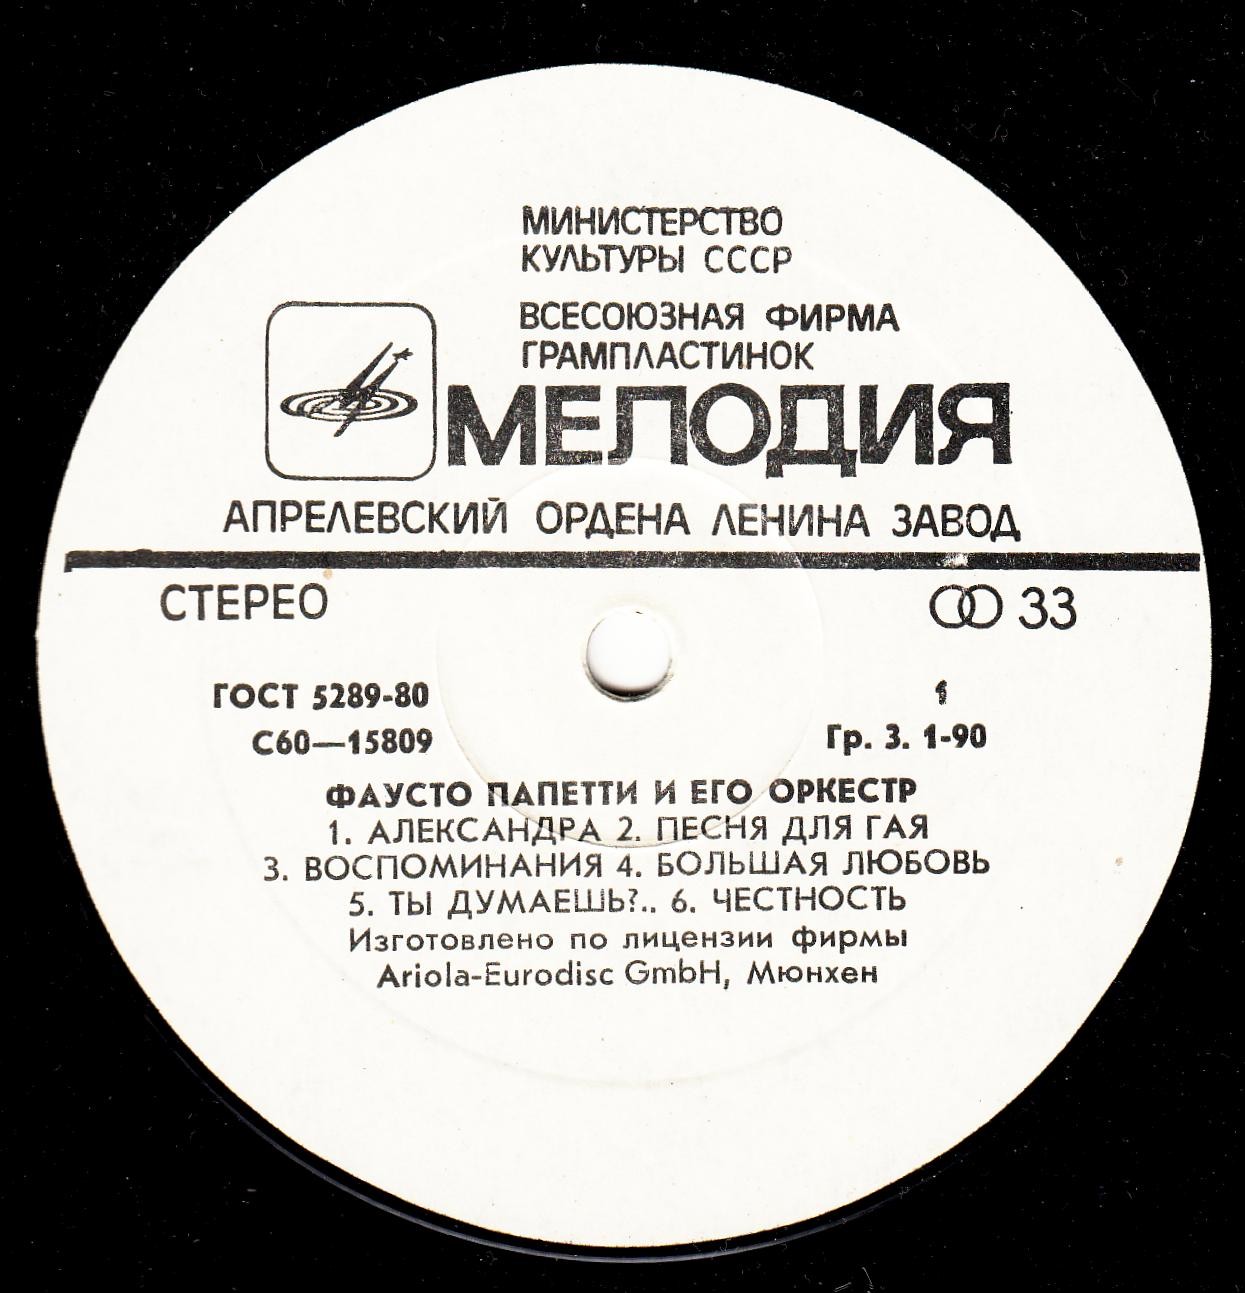 МИНИСТЕРСТВО
КУЛЬТУРЫ СССР
ВСЕСОЮЗНАЯ ФИРМА
ГРАМПЛАСТИНОК
МЕЛОДИЯ
АПРЕЛЕВСКИЙ ОРДЕНА ЛЕНИНА ЗАВОД
СТЕРЕО 33
ГОСТ 5289-80 1
С60—15809 Гр. 3. 1-90
ФАУСТО ПАПЕТТИ И ЕГО ОРКЕСТР
1. АЛЕКСАНДРА 2. ПЕСНЯ ДЛЯ ГАЯ
3. ВОСПОМИНАНИЯ 4. БОЛЬШАЯ ЛЮБОВЬ
5. ТЫ ДУМАЕШЬ?.. 6. ЧЕСТНОСТЬ
Изготовлено по лицензии фирмы
Ariola-Eurodisc GmbH, Мюнхен